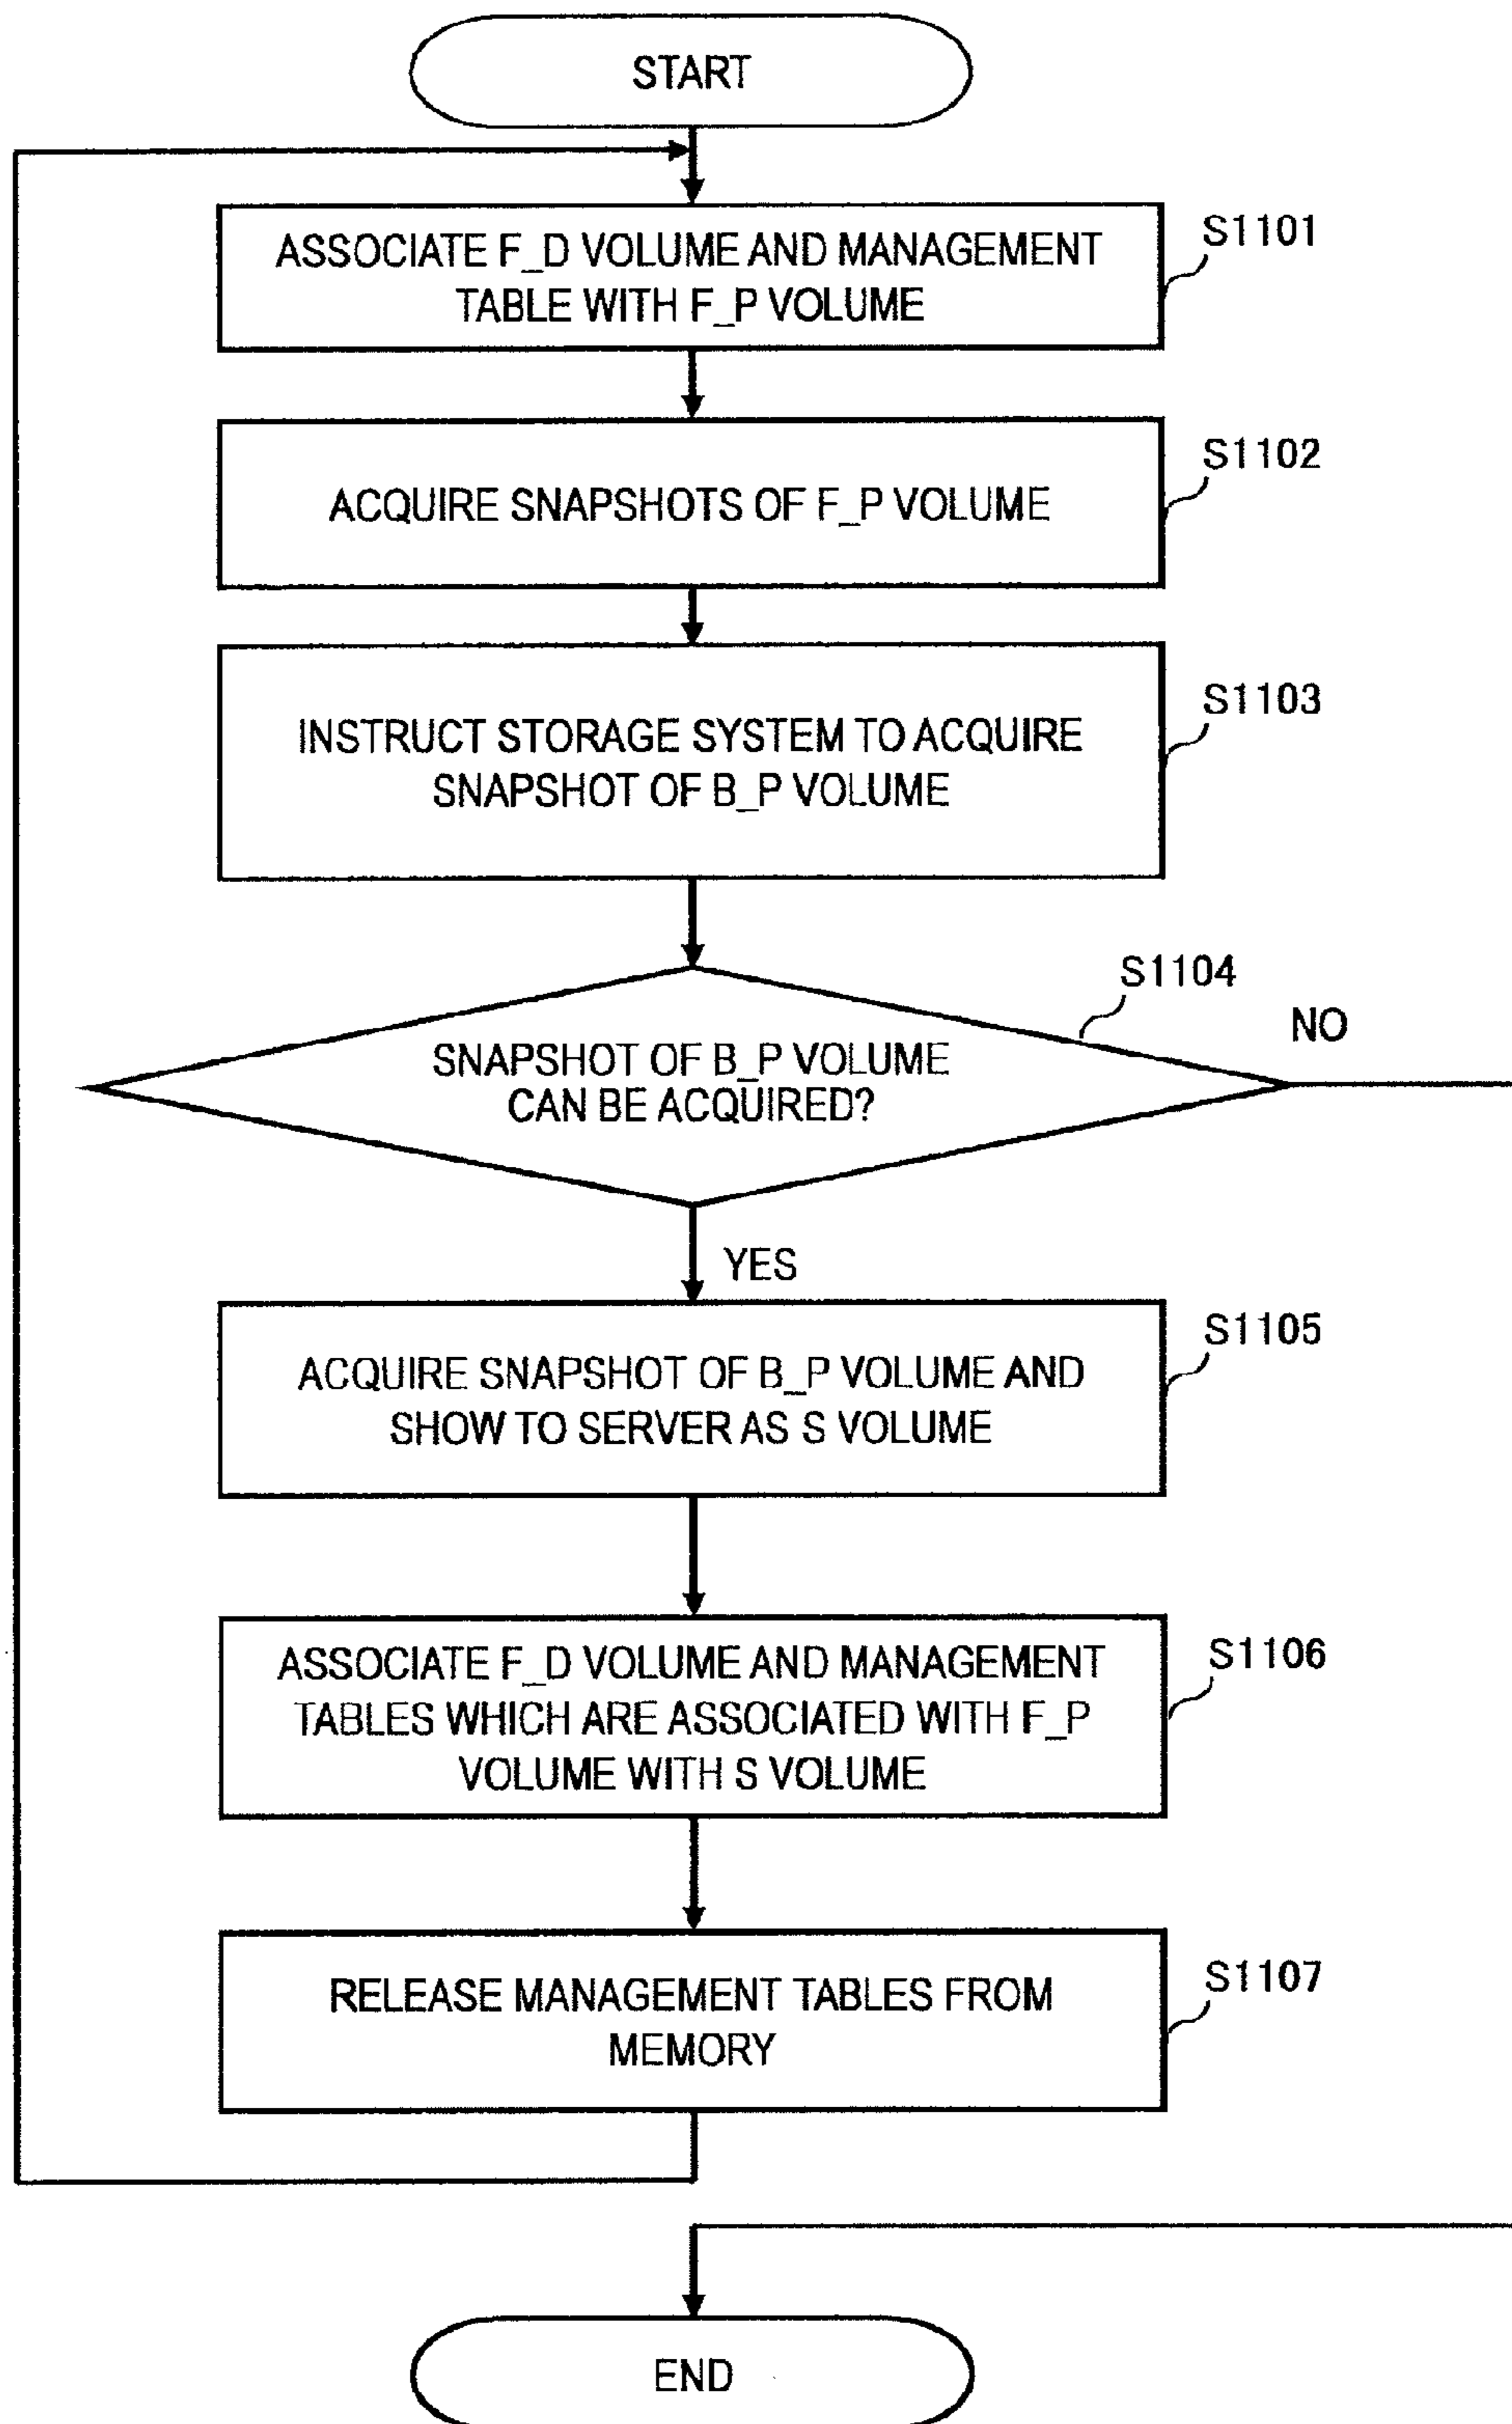 START
ASSOCIATE F_D VOLUME AND MANAGEMENT
TABLE WITH F_P VOLUME
S1101
ACQUIRE SNAPSHOTS OF F_P VOLUME
S1102
INSTRUCT STORAGE SYSTEM TO ACQUIRE
SNAPSHOT OF B_P VOLUME
S1103
S1104
NO
SNAPSHOT OF B_P VOLUME
CAN BE ACQUIRED?
YES
ACQUIRE SNAPSHOT OF B_P VOLUME AND
SHOW TO SERVER AS S VOLUME
S1105
ASSOCIATE F_D VOLUME AND MANAGEMENT
TABLES WHICH ARE ASSOCIATED WITH F_P
VOLUME WITH S VOLUME
S1106
RELEASE MANAGEMENT TABLES FROM
MEMORY
S1107
END